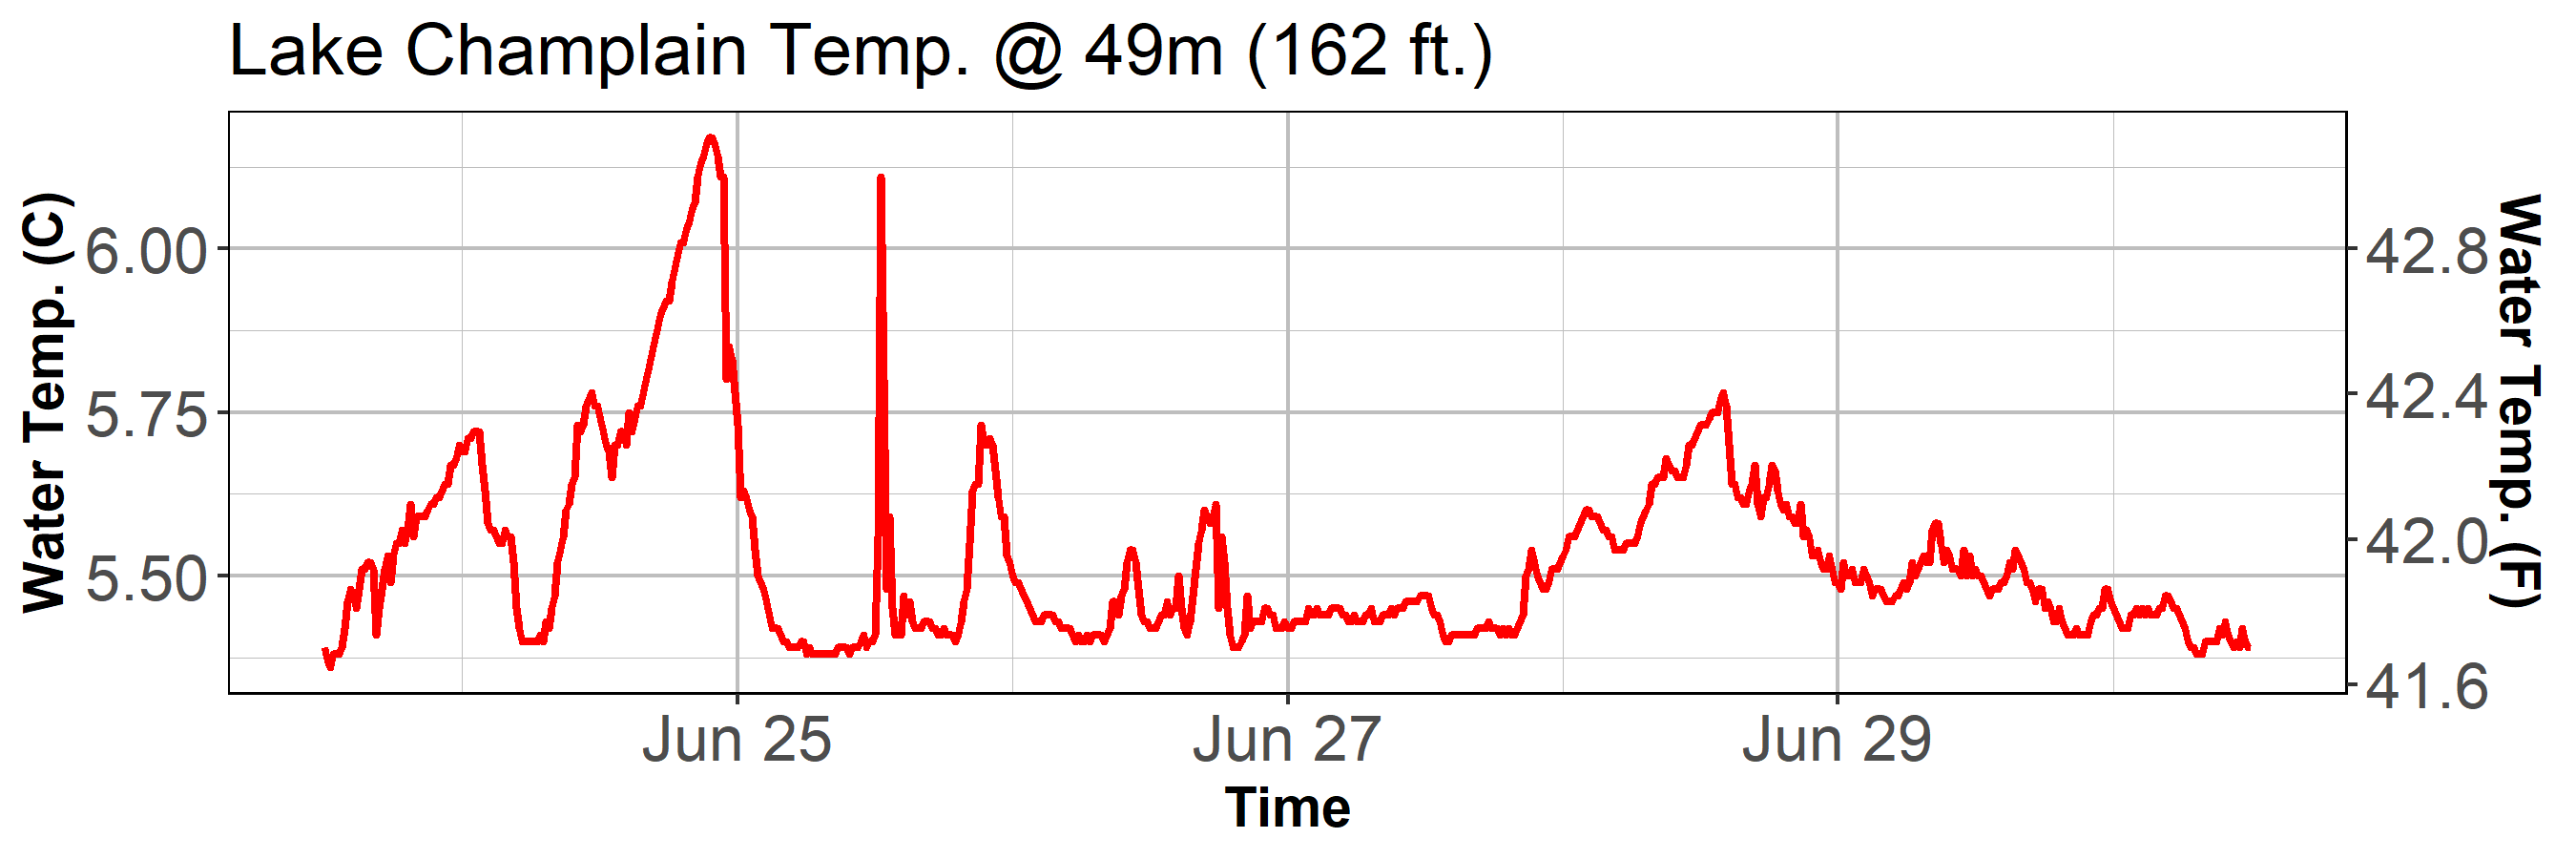 Lake Champlain Temp. @ 49m (162 ft.)
Water Temp. (C)
6.00
5.75
5.50
42.8
42.4
42.0
41.6
Water Temp. (F)
Jun 25
Jun 27
Jun 29
Time